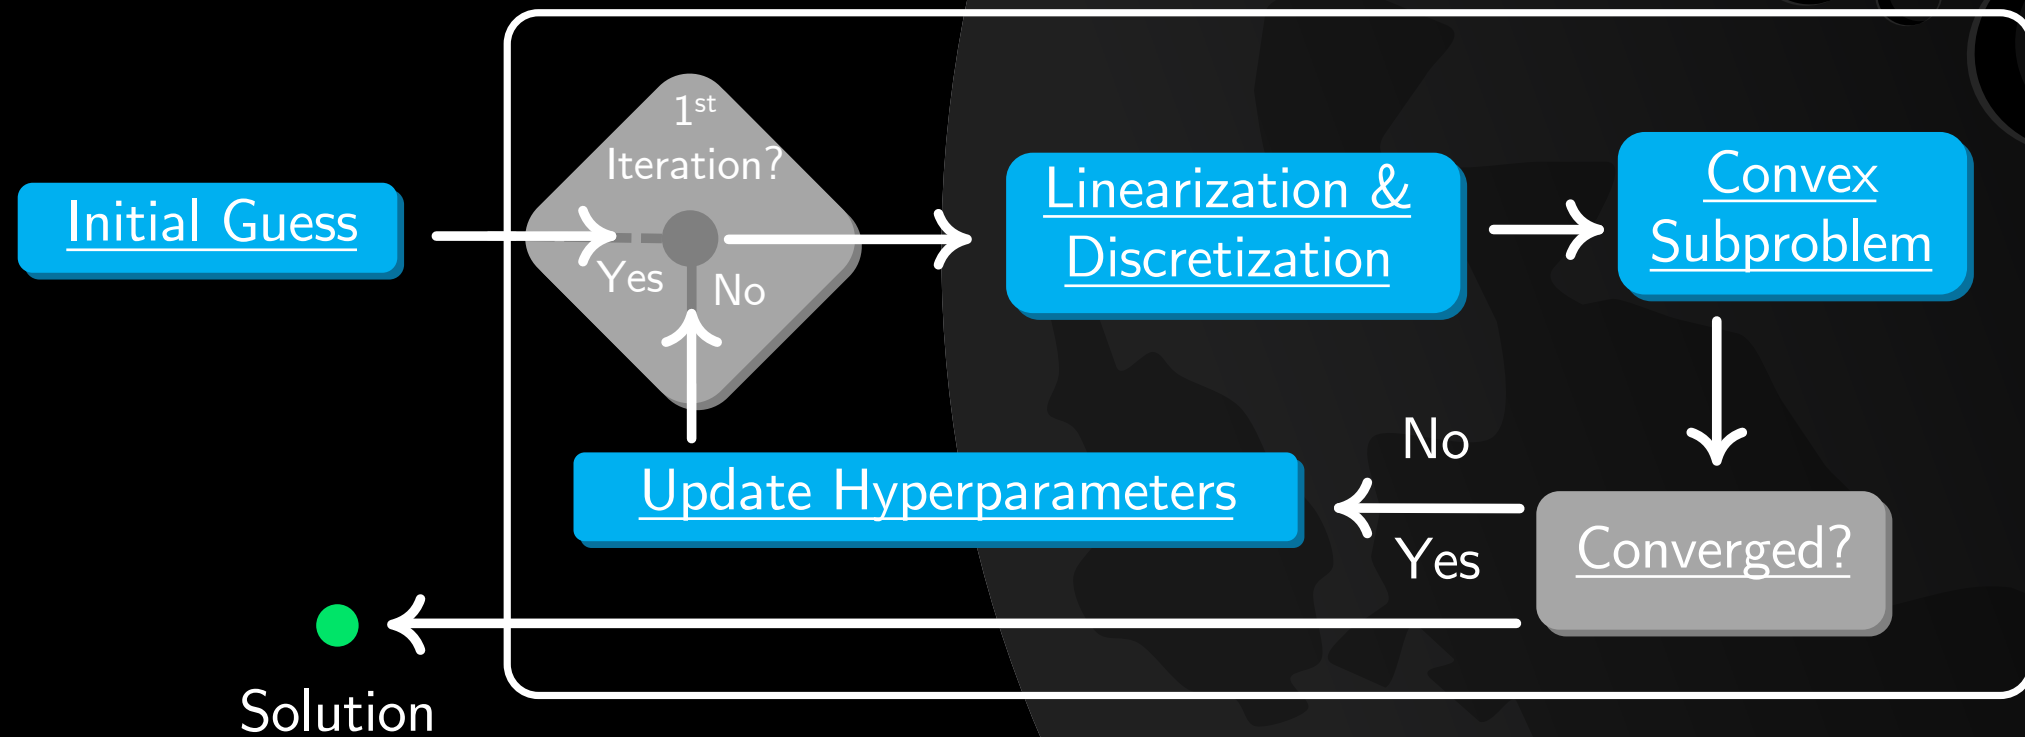 Initial Guess
1st
Iteration?
Yes
No
Linearization &
Discretization
Convex
Subproblem
Update Hyperparameters
No
Yes
Converged?
Solution